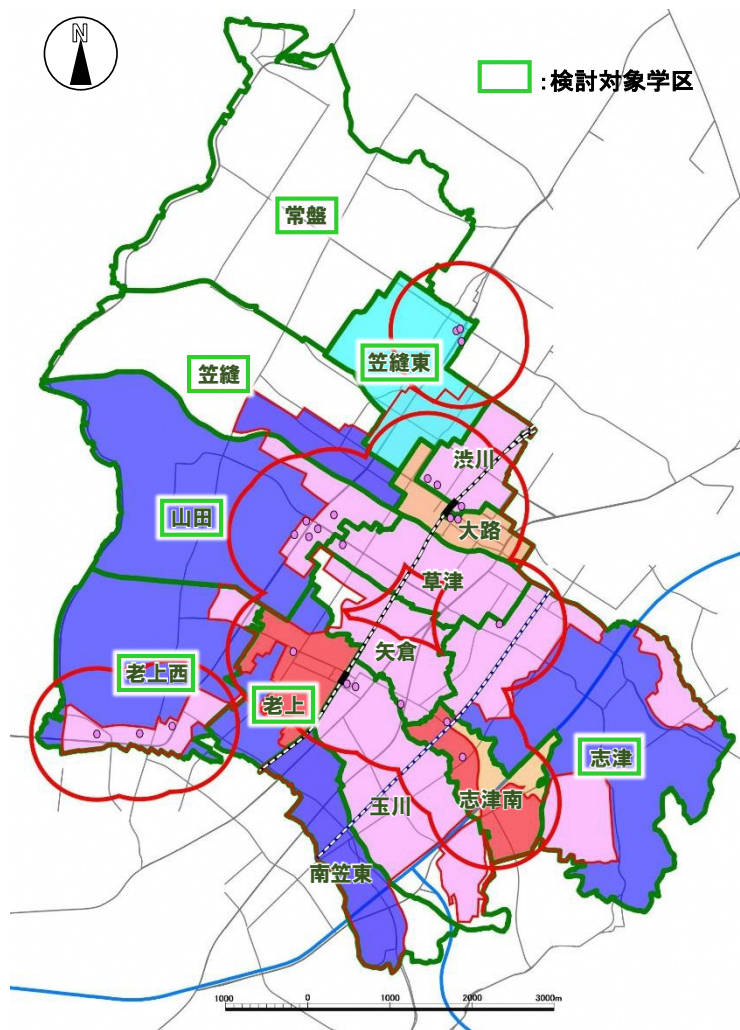 N
:検討対象学区
常盤
笠縫東
笠縫
渋川
山田
大路
草津
矢倉
老上西
老上
志津
玉川
志津南
南笠東
1000 0 1000 2000 3000m